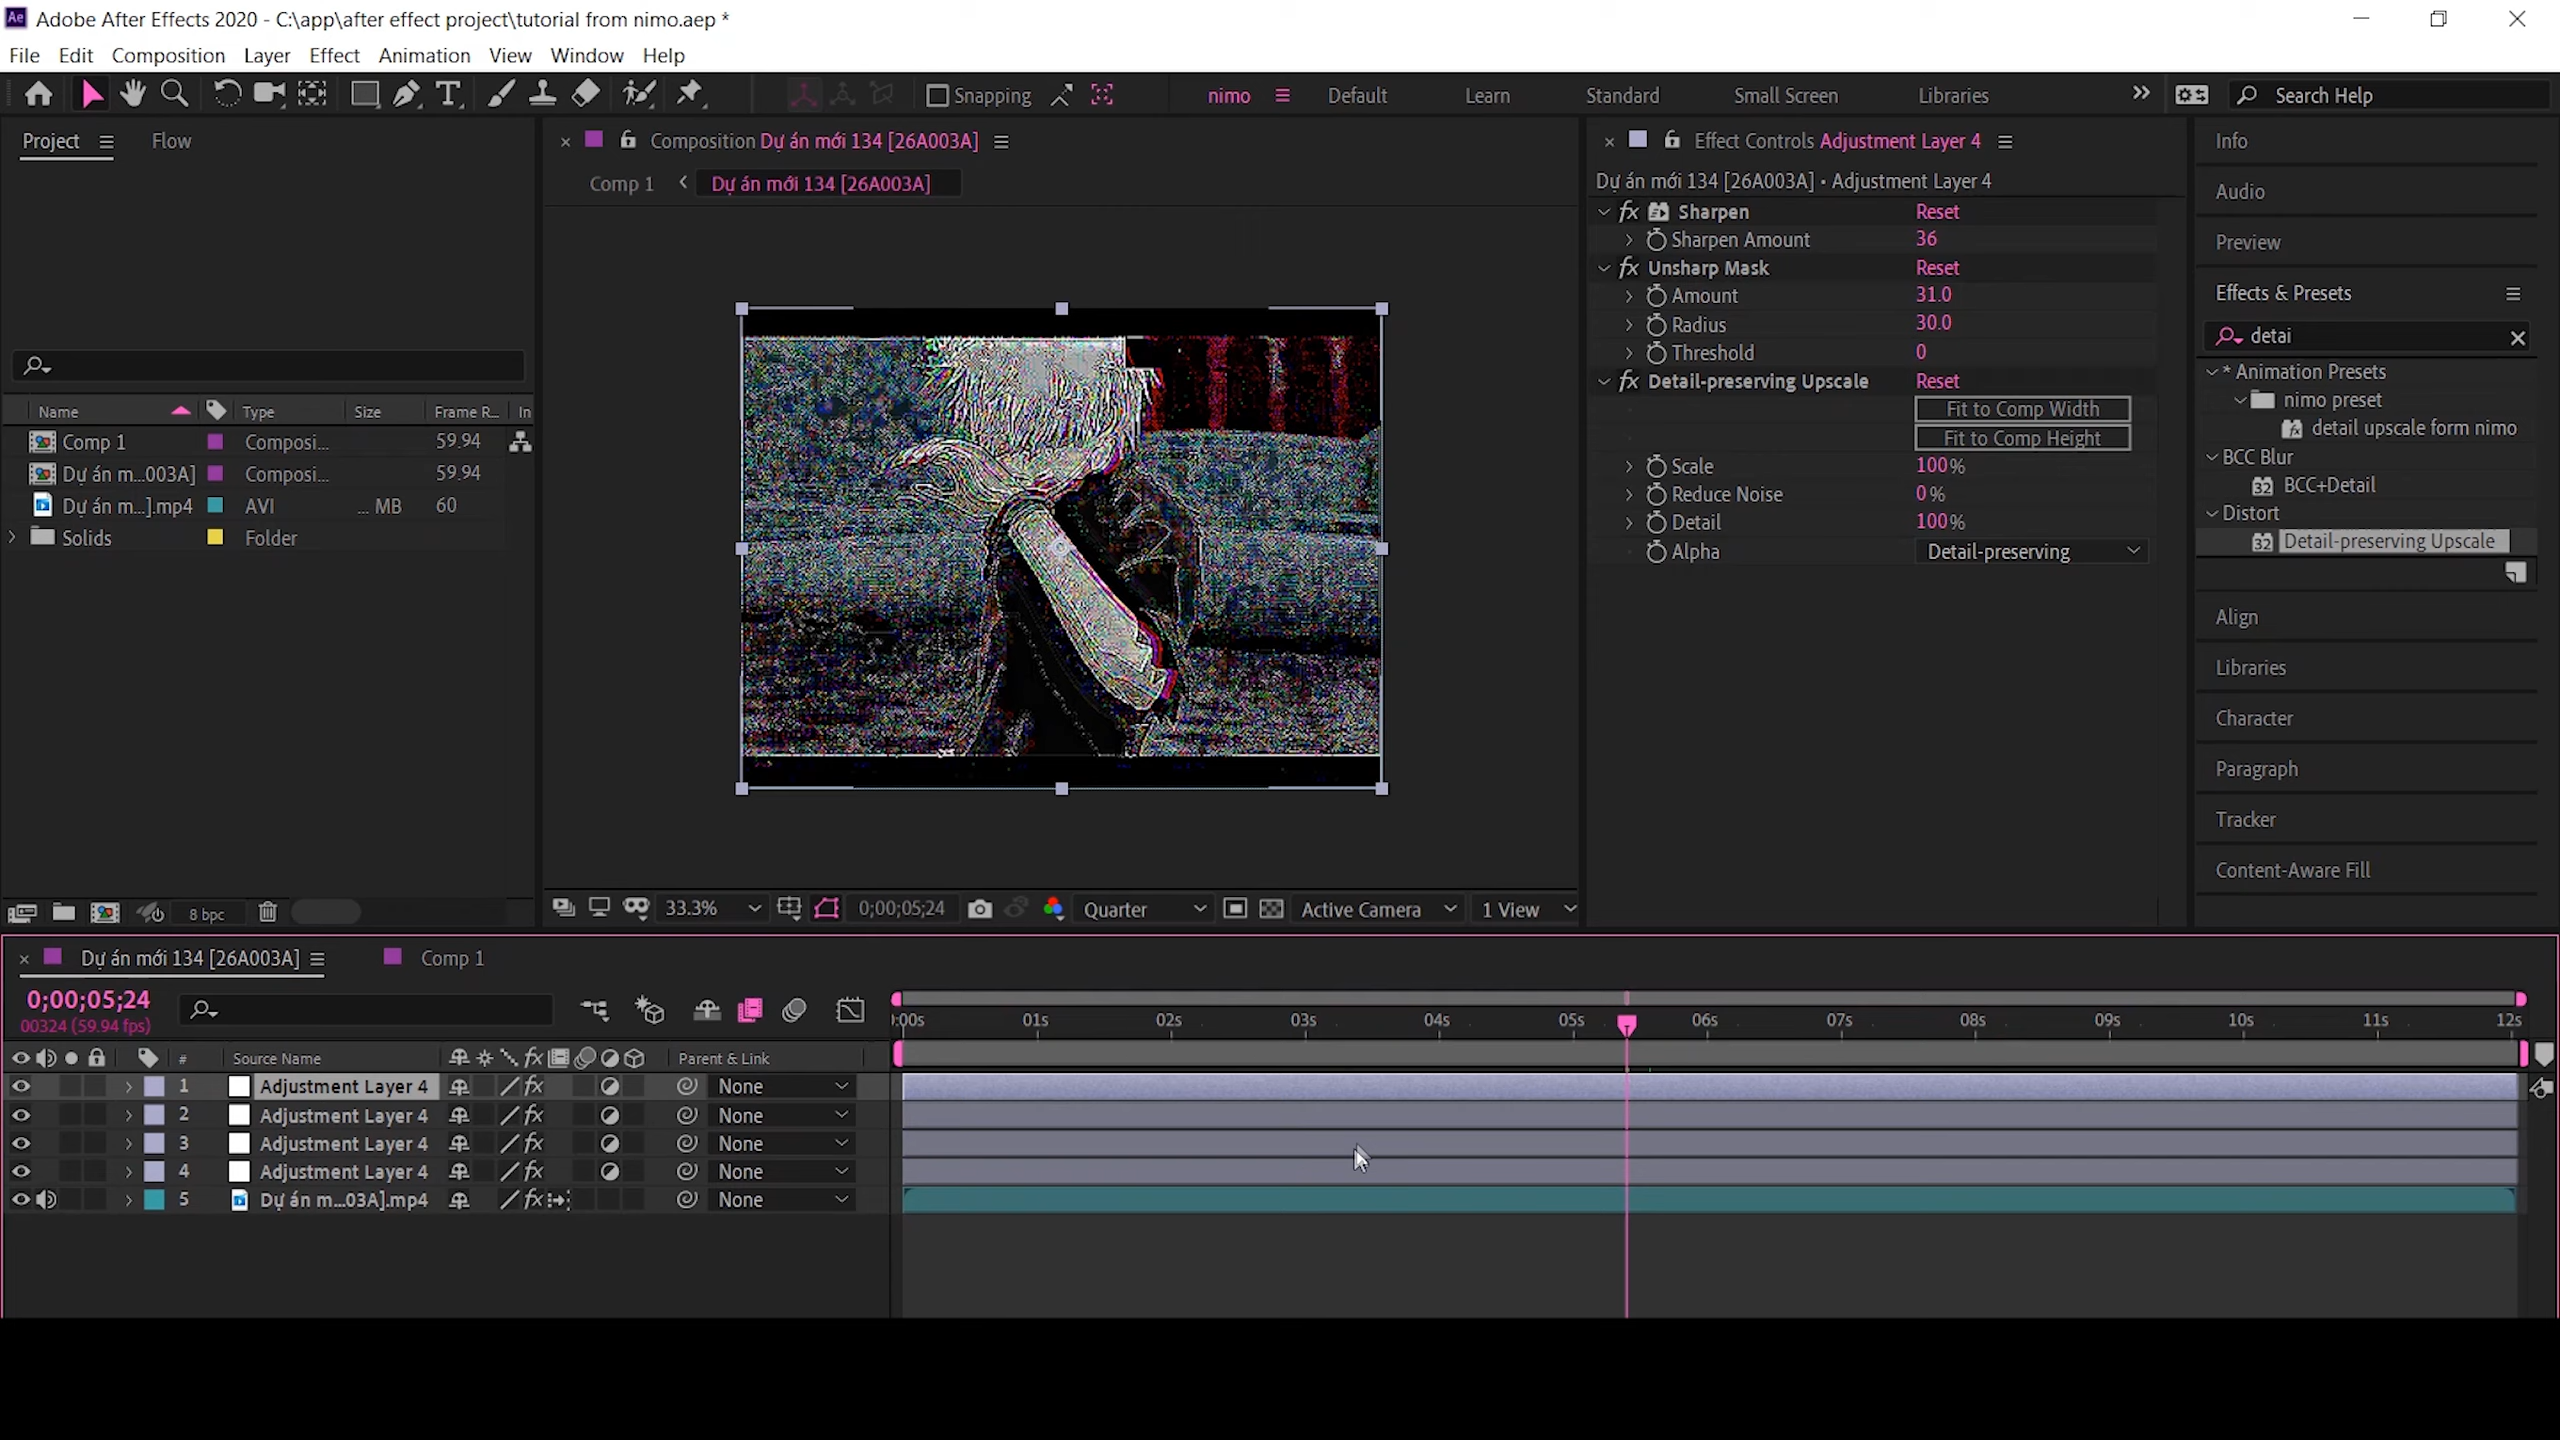 Adobe After Effects 2020 - C:\app\after effect project\tutorial from nimo.aep *
File Edit Composition Layer Effect Animation View Window Help
Snapping nimo Default Learn Standard Small Screen Libraries Search Help
Project Flow
Name Type Size Frame R... In
Comp 1 Composi... 59.94
Dự án m...003A] Composi... 59.94
Dự án m...].mp4 AVI ... MB 60
Solids Folder
8 bpc
Composition Dự án mới 134 [26A003A]
Comp 1 Dự án mới 134 [26A003A]
33.3% 0;00;05;24 Quarter Active Camera 1 View
Effect Controls Adjustment Layer 4
Dự án mới 134 [26A003A] • Adjustment Layer 4
fx Sharpen Reset
Sharpen Amount 36
fx Unsharp Mask Reset
Amount 31.0
Radius 30.0
Threshold 0
fx Detail-preserving Upscale Reset
Fit to Comp Width
Fit to Comp Height
Scale 100%
Reduce Noise 0%
Detail 100%
Alpha Detail-preserving
Info
Audio
Preview
Effects & Presets
detai
* Animation Presets
nimo preset
detail upscale form nimo
BCC Blur
32 BCC+Detail
Distort
32 Detail-preserving Upscale
Align
Libraries
Character
Paragraph
Tracker
Content-Aware Fill
Dự án mới 134 [26A003A] Comp 1
0;00;05;24
00324 (59.94 fps)
):00s 01s 02s 03s 04s 05s 06s 07s 08s 09s 10s 11s 12s
# Source Name fx Parent & Link
1 Adjustment Layer 4 fx None
2 Adjustment Layer 4 fx None
3 Adjustment Layer 4 fx None
4 Adjustment Layer 4 fx None
5 Dự án m...03A].mp4 fx None